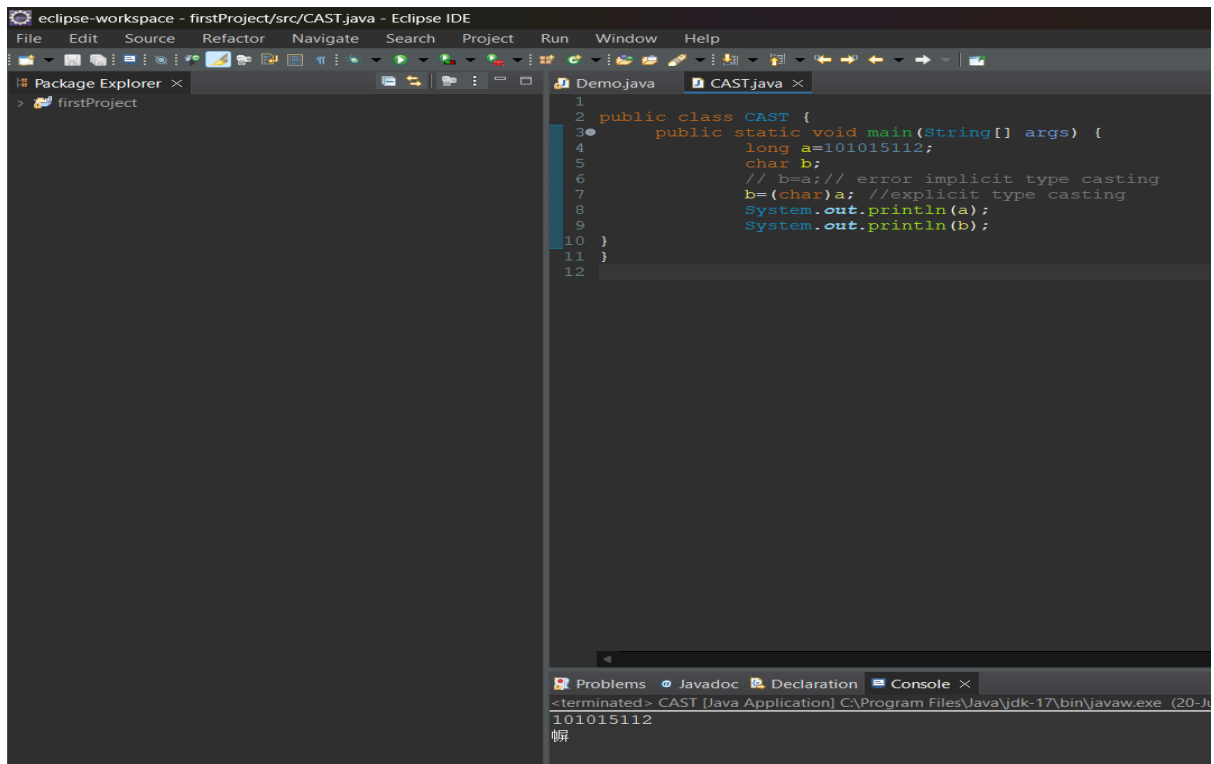 eclipse-workspace - firstProject/src/CAST.java - Eclipse IDE
File Edit Source Refactor Navigate Search Project Run Window Help
Package Explorer
firstProject
Demo.java CAST.java
1
2 public class CAST {
3 public static void main(String[] args) {
4 long a=101015112;
5 char b;
6 // b=a;// error implicit type casting
7 b=(char)a; //explicit type casting
8 System.out.println(a);
9 System.out.println(b);
10 }
11 }
12
Problems Javadoc Declaration Console
<terminated> CAST [Java Application] C:\Program Files\Java\jdk-17\bin\javaw.exe (20-Ju
101015112
幈